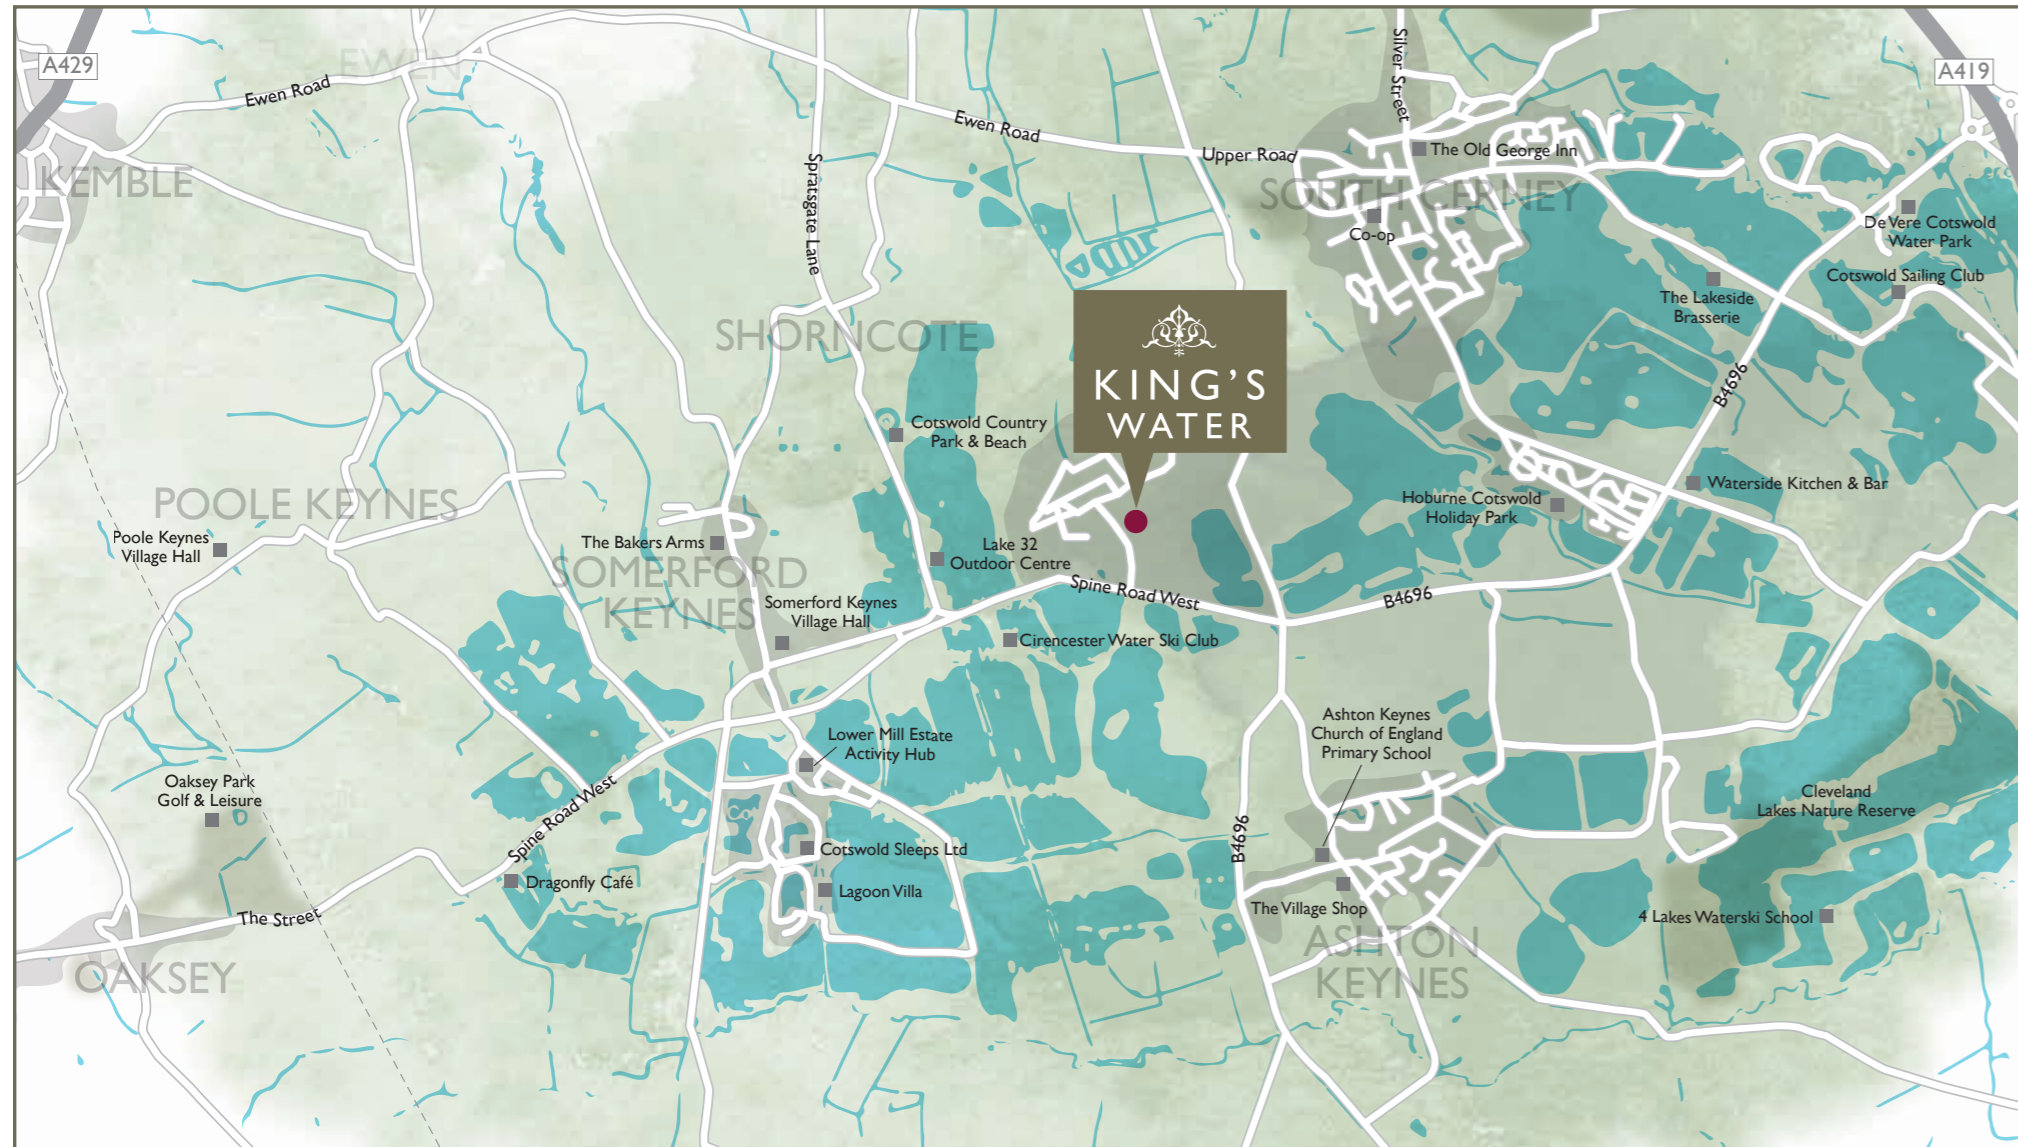 A429
EWEN
Ewen Road
Silver Street
A419
Ewen Road
Upper Road
The Old George Inn
KEMBLE
Spratsgate Lane
SOUTH CERNEY
Co-op
De Vere Cotswold
Water Park
Cotswold Sailing Club
The Lakeside
Brasserie
SHORNCOTE
KING'S
WATER
B4696
Cotswold Country
Park & Beach
POOLE KEYNES
Poole Keynes
Village Hall
The Bakers Arms
SOMERFORD
KEYNES
Lake 32
Outdoor Centre
Hoburne Cotswold
Holiday Park
Waterside Kitchen & Bar
Spine Road West
B4696
Somerford Keynes
Village Hall
Cirencester Water Ski Club
Lower Mill Estate
Activity Hub
Ashton Keynes
Church of England
Primary School
Oaksey Park
Golf & Leisure
Spine Road West
Co
Cleveland
Lakes Nature Reserve
B4696
Cotswold Sleeps Ltd
Dragonfly Café
Lagoon Villa
The Street
The Village Shop
4 Lakes Waterski School
OAKSEY
ASHTON
KEYNES